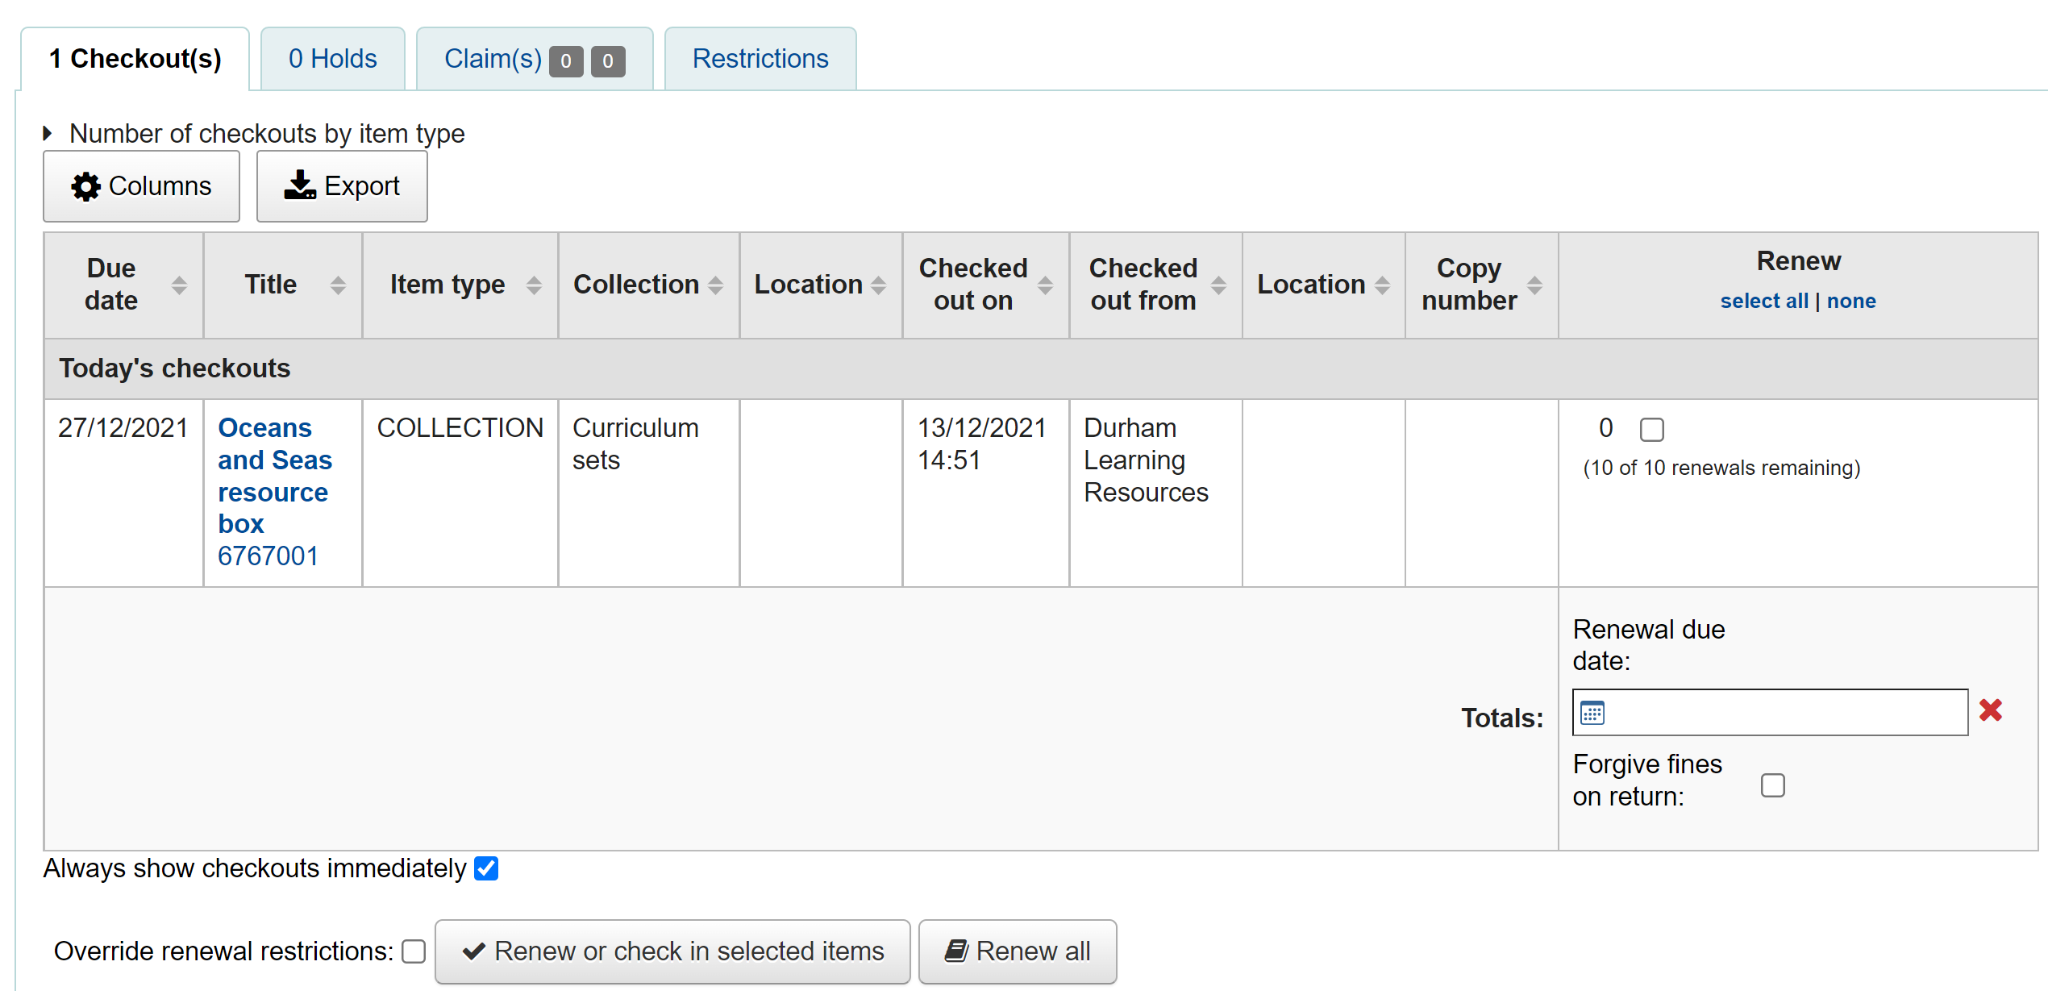 1 Checkout(s) 0 Holds Claim(s) 0 0 Restrictions
Number of checkouts by item type
Columns Export
Due date Title Item type Collection Location Checked out on Checked out from Location Copy number Renew
select all | none
Today's checkouts
27/12/2021 Oceans COLLECTION Curriculum 13/12/2021 Durham 0
and Seas sets 14:51 Learning (10 of 10 renewals remaining)
resource Resources
box
6767001
Renewal due
date:
Totals:
Forgive fines
on return:
Always show checkouts immediately
Override renewal restrictions: Renew or check in selected items Renew all